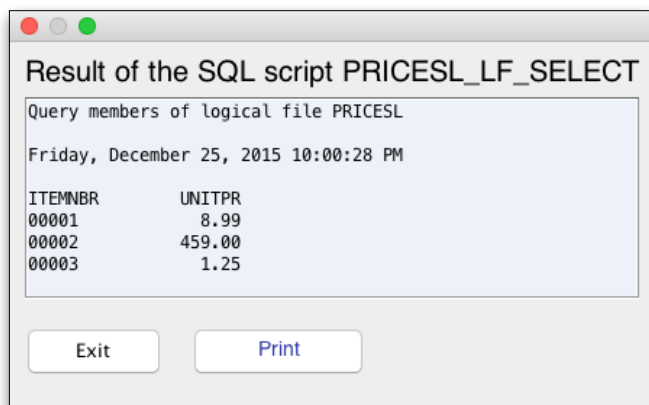 Result of the SQL script PRICESL_LF_SELECT
Query members of logical file PRICESL
Friday, December 25, 2015 10:00:28 PM
ITEMNBR UNITPR
00001 8.99
00002 459.00
00003 1.25
Exit Print